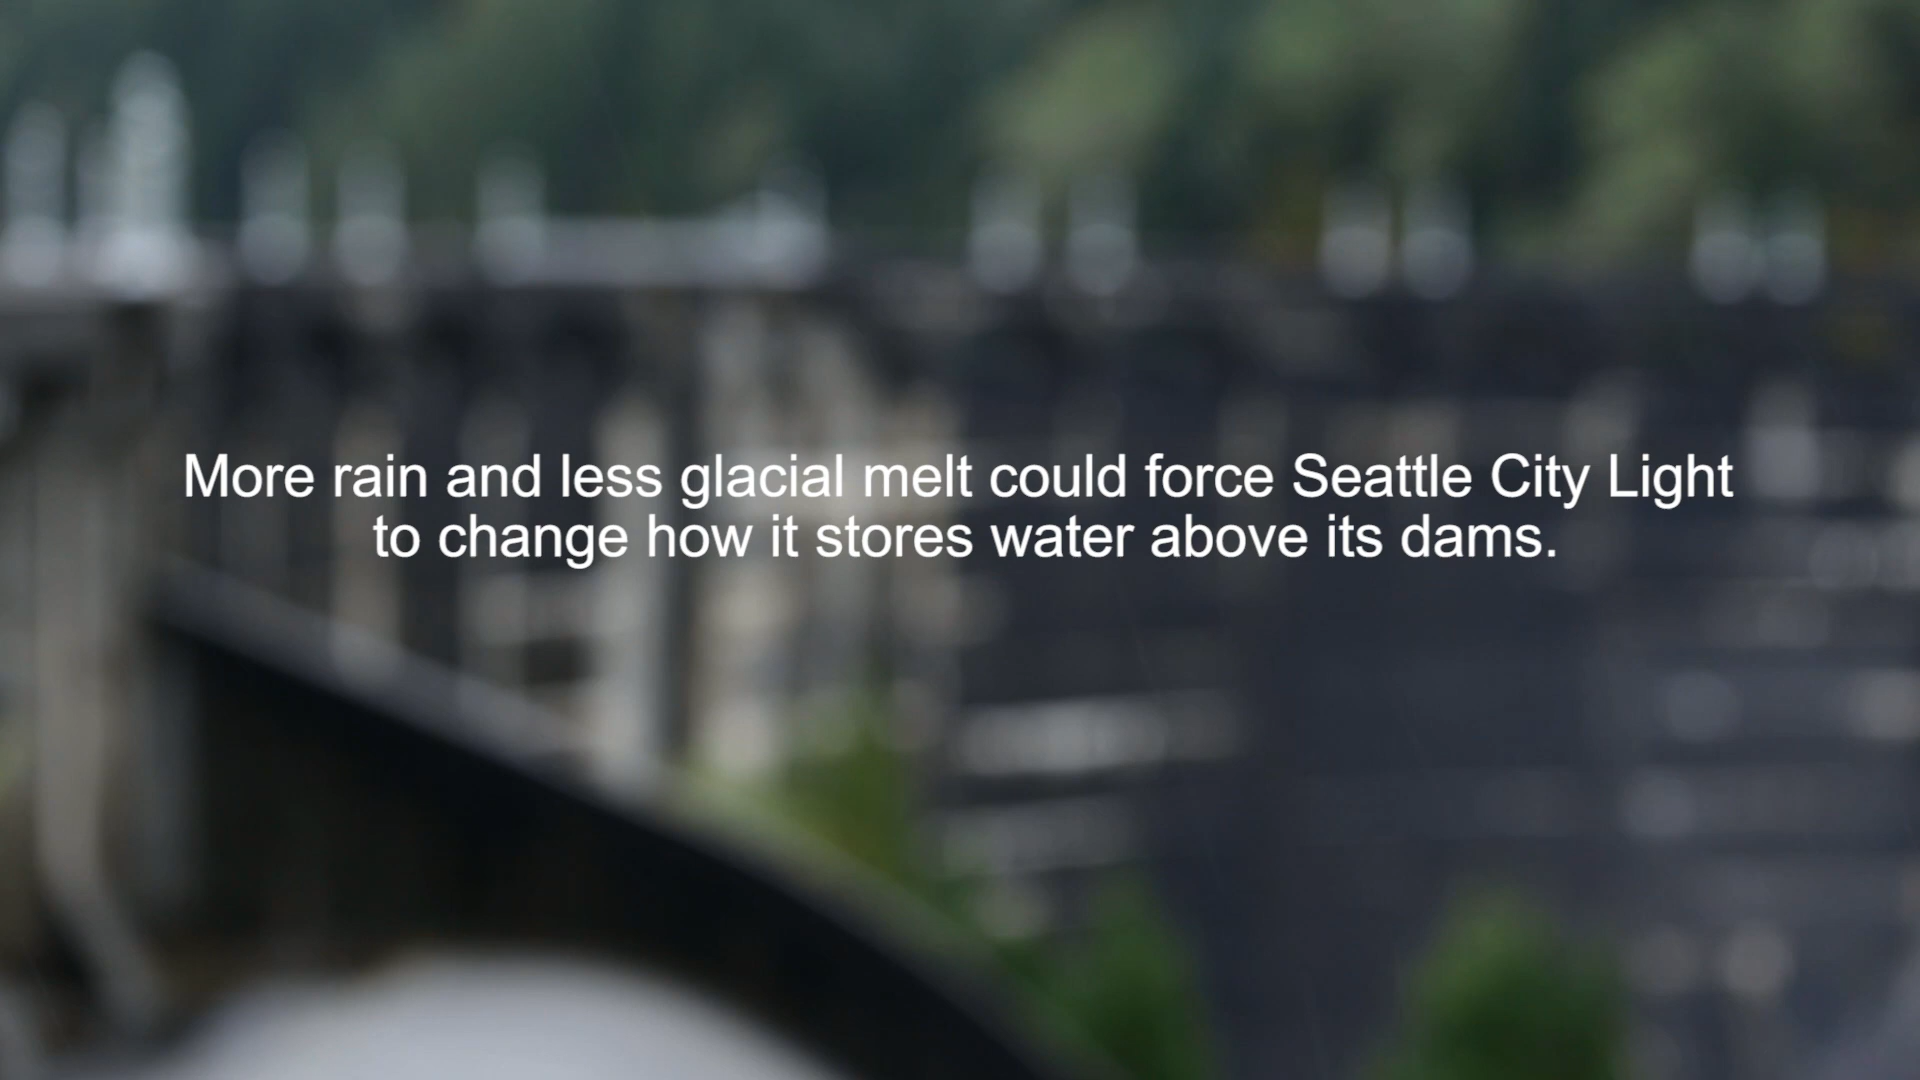 More rain and less glacial melt could force Seattle City Light
to change how it stores water above its dams.